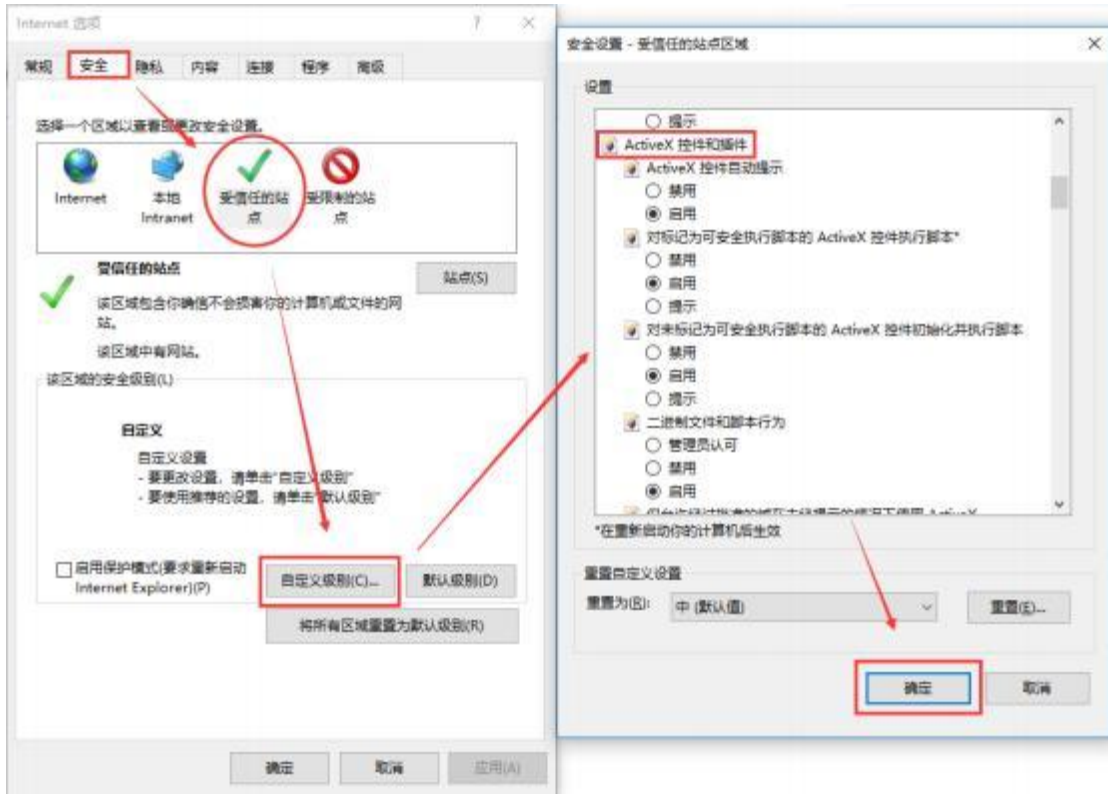 Internet 选项
? ×
常规 安全 隐私 内容 连接 程序 高级
选择一个区域以查看或更改安全设置。
Internet
本地
Intranet
受信任的站
点
受限制的站
点
受信任的站点
站点(S)
该区域包含你确信不会损害你的计算机或文件的网
站。
该区域中有网站。
该区域的安全级别(L)
自定义
自定义设置
- 要更改设置，请单击“自定义级别”
- 要使用推荐的设置，请单击“默认级别”
启用保护模式(要求重新启动
Internet Explorer)(P)
自定义级别(C)...
默认级别(D)
将所有区域重置为默认级别(R)
确定 取消 应用(A)
安全设置 - 受信任的站点区域
×
设置
提示
ActiveX 控件和插件
ActiveX 控件自动提示
禁用
启用
对标记为可安全执行脚本的 ActiveX 控件执行脚本*
禁用
启用
提示
对未标记为可安全执行脚本的 ActiveX 控件初始化并执行脚本
禁用
启用
提示
二进制文件和脚本行为
管理员认可
禁用
启用
*在重新启动你的计算机后生效
重置自定义设置
重置为(R): 中 (默认值) 重置(E)...
确定 取消